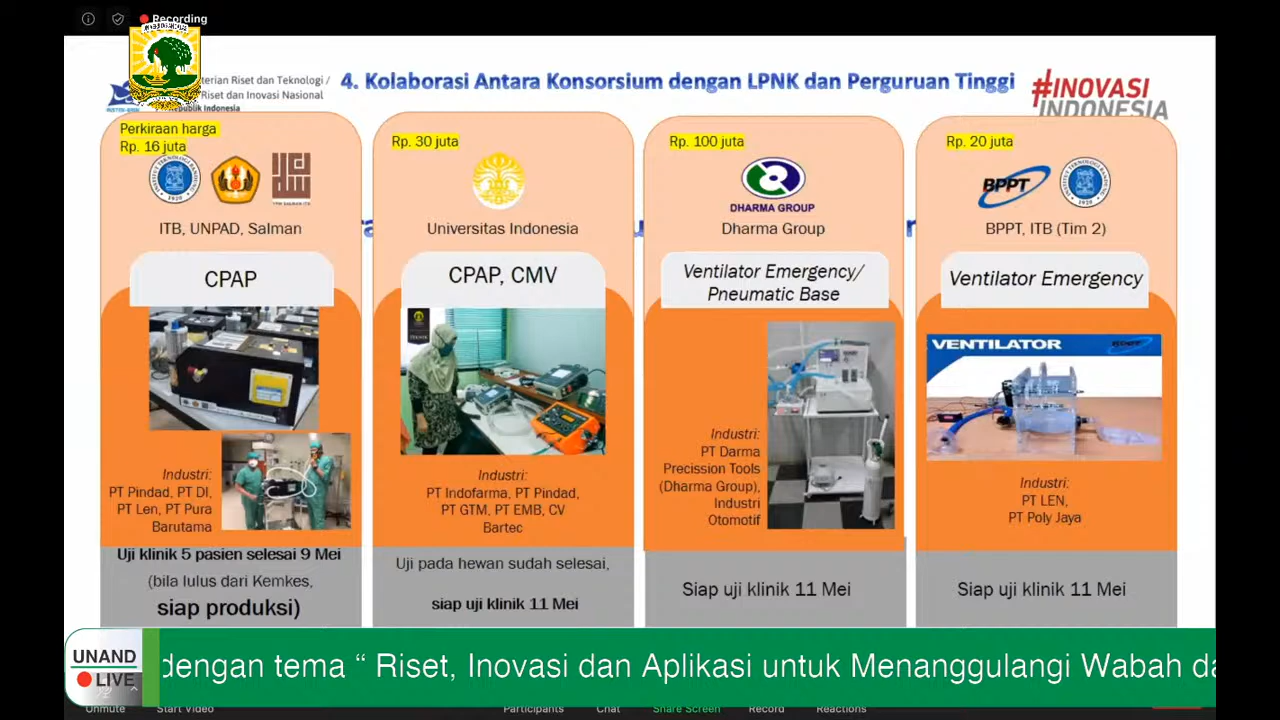 Recording
terian Riset dan Teknologi /
Riset dan Inovasi Nasional
Republik Indonesia
4. Kolaborasi Antara Konsorsium dengan LPNK dan Perguruan Tinggi
#INOVASI
INDONESIA
Perkiraan harga
Rp. 16 juta
ITB, UNPAD, Salman
CPAP
Industri:
PT Pindad, PT DI,
PT Len, PT Pura
Barutama
Uji klinik 5 pasien selesai 9 Mei
(bila lulus dari Kemkes,
siap produksi)
Rp. 30 juta
Universitas Indonesia
CPAP, CMV
TEKNIK
Industri:
PT Indofarma, PT Pindad,
PT GTM, PT EMB, CV
Bartec
Uji pada hewan sudah selesai,
siap uji klinik 11 Mei
Rp. 100 juta
DHARMA GROUP
Dharma Group
Ventilator Emergency/
Pneumatic Base
Industri:
PT Darma
Precission Tools
(Dharma Group),
Industri
Otomotif
Siap uji klinik 11 Mei
Rp. 20 juta
BPPT
BPPT, ITB (Tim 2)
Ventilator Emergency
VENTILATOR
BPPT
Industri:
PT LEN,
PT Poly Jaya
Siap uji klinik 11 Mei
UNAND
LIVE
dengan tema “ Riset, Inovasi dan Aplikasi untuk Menanggulangi Wabah da
Unmute
Start Video
Participants
Chat
Share Screen
Record
Reactions